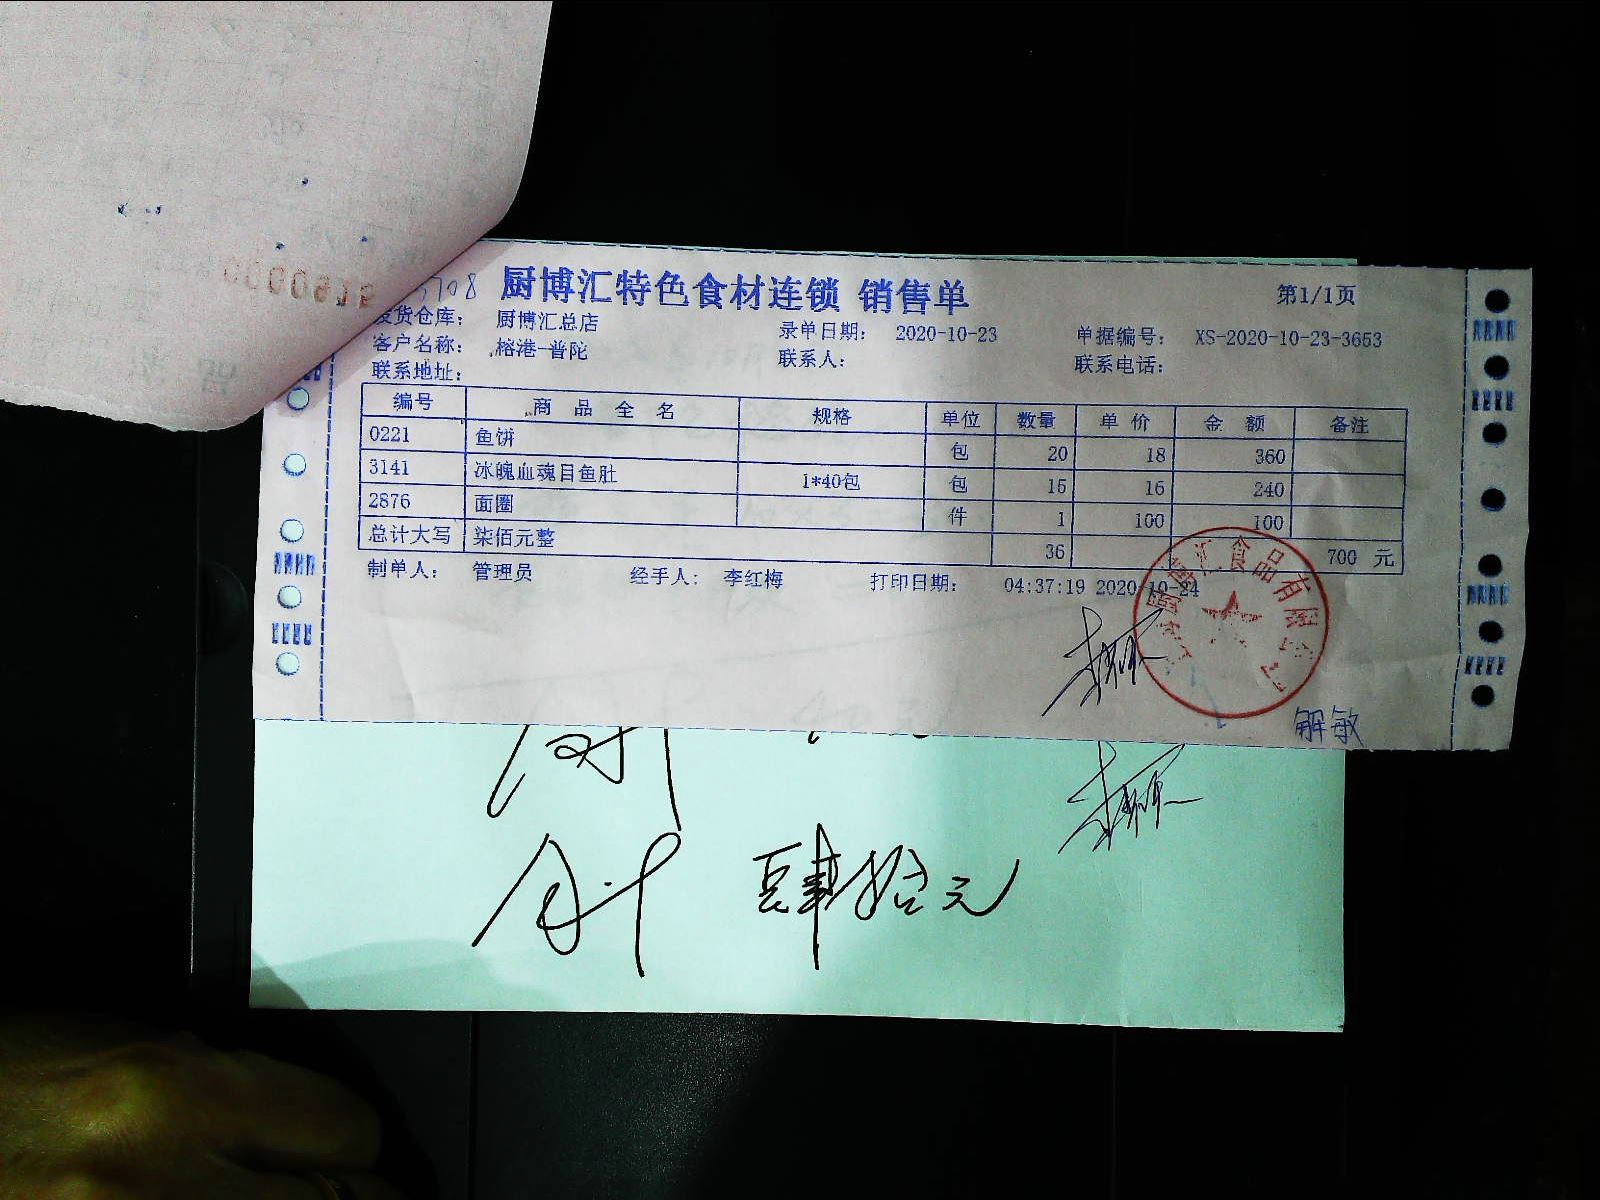 厨博汇特色食材连锁 销售单 第1/1页
发货仓库： 厨博汇总店 录单日期： 2020-10-23 单据编号： XS-2020-10-23-3653
客户名称： 榕港-普陀 联系人： 联系电话：
联系地址：
编号 商品全名 规格 单位 数量 单价 金额 备注
0221 鱼饼 包 20 18 360
3141 冰魄血魂目鱼肚 1*40包 包 15 16 240
2876 面圈 件 1 100 100
总计大写 柒佰元整 36 700 元
制单人： 管理员 经手人： 李红梅 打印日期： 04:37:19 2020-10-24
解敏
肆拾元